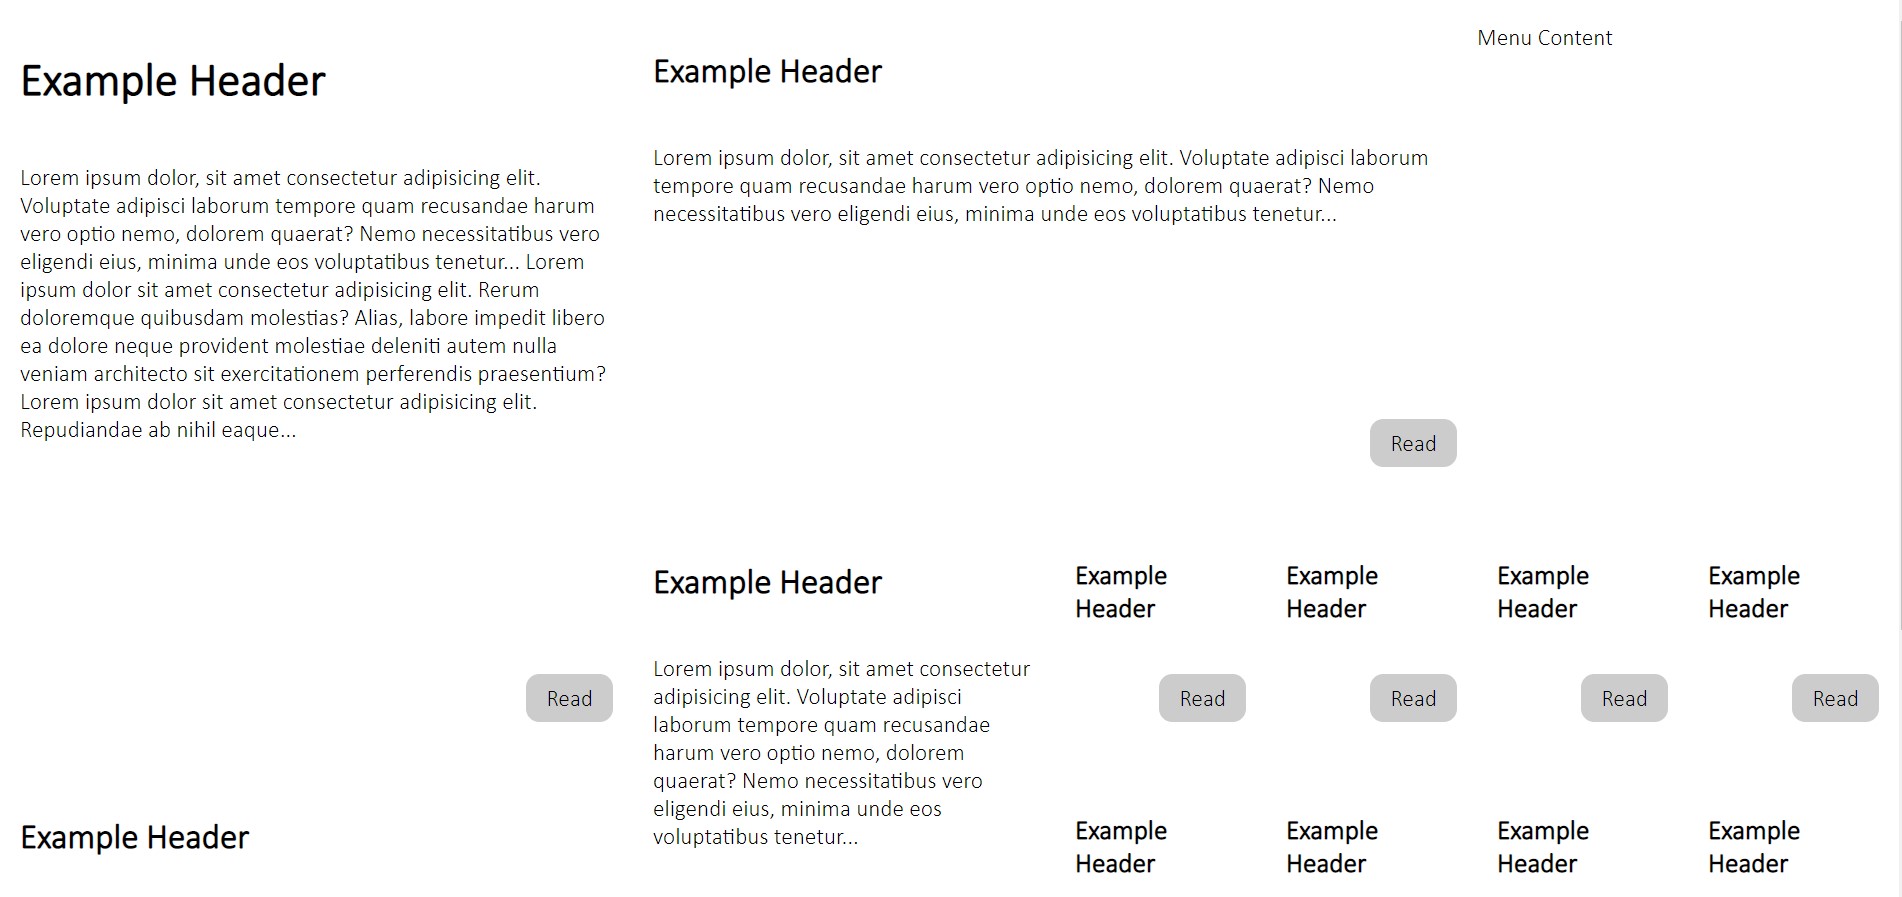 Menu Content
Example Header
Lorem ipsum dolor, sit amet consectetur adipisicing elit.
Voluptate adipisci laborum tempore quam recusandae harum
vero optio nemo, dolorem quaerat? Nemo necessitatibus vero
eligendi eius, minima unde eos voluptatibus tenetur... Lorem
ipsum dolor sit amet consectetur adipisicing elit. Rerum
doloremque quibusdam molestias? Alias, labore impedit libero
ea dolore neque provident molestiae deleniti autem nulla
veniam architecto sit exercitationem perferendis praesentium?
Lorem ipsum dolor sit amet consectetur adipisicing elit.
Repudiandae ab nihil eaque...
Read
Example Header
Lorem ipsum dolor, sit amet consectetur adipisicing elit. Voluptate adipisci laborum
tempore quam recusandae harum vero optio nemo, dolorem quaerat? Nemo
necessitatibus vero eligendi eius, minima unde eos voluptatibus tenetur...
Read
Example Header
Lorem ipsum dolor, sit amet consectetur
adipisicing elit. Voluptate adipisci
laborum tempore quam recusandae
harum vero optio nemo, dolorem
quaerat? Nemo necessitatibus vero
eligendi eius, minima unde eos
voluptatibus tenetur...
Example
Header
Read
Example
Header
Read
Example
Header
Read
Example
Header
Read
Example Header
Example
Header
Example
Header
Example
Header
Example
Header